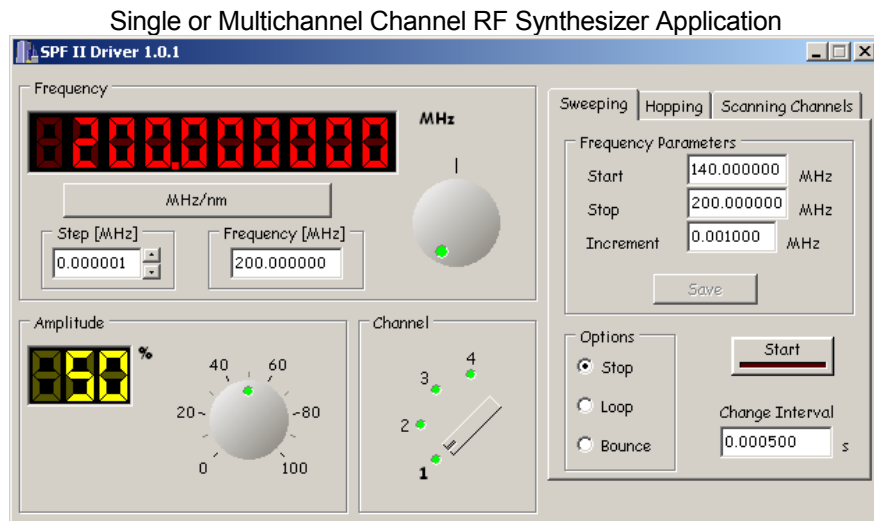 Single or Multichannel Channel RF Synthesizer Application
SPF II Driver 1.0.1
Frequency
200.000000
MHz
MHz/nm
Step [MHz]
0.000001
Frequency [MHz]
200.000000
Amplitude
50
%
0
20
40
60
80
100
Channel
1
2
3
4
Sweeping
Hopping
Scanning Channels
Frequency Parameters
Start 140.000000 MHz
Stop 200.000000 MHz
Increment 0.001000 MHz
Save
Options
Stop
Loop
Bounce
Start
Change Interval
0.000500 s